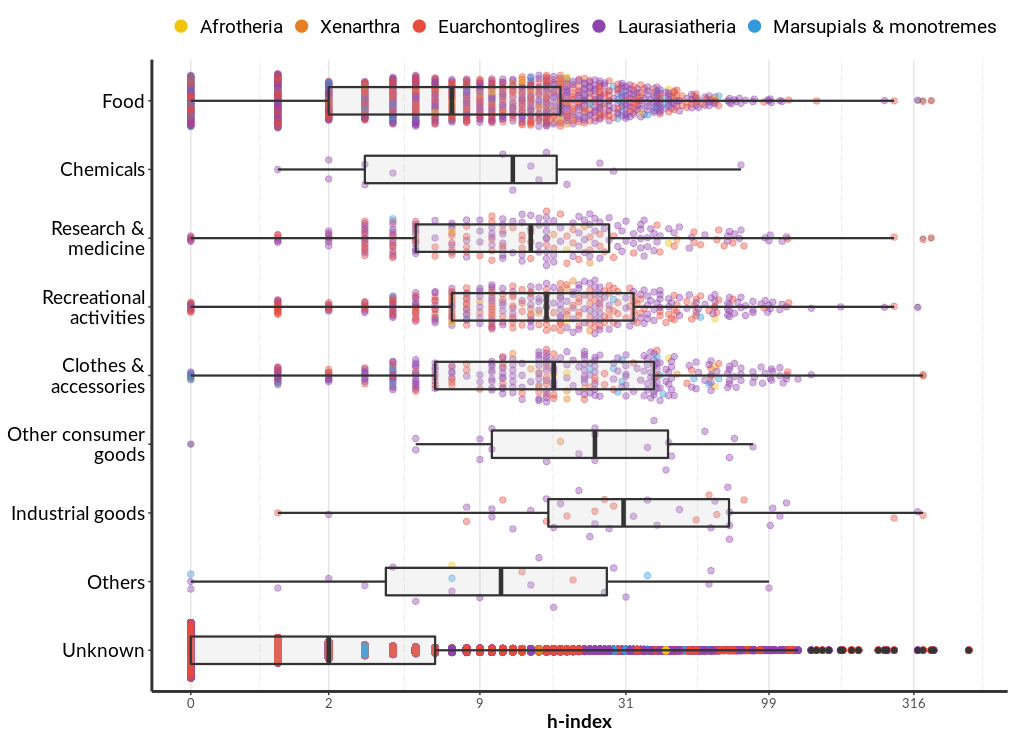 Afrotheria Xenarthra Euarchontoglires Laurasiatheria Marsupials & monotremes
Food
Chemicals
Research &
medicine
Recreational
activities
Clothes &
accessories
Other consumer
goods
Industrial goods
Others
Unknown
0 2 9 31 99 316
h-index